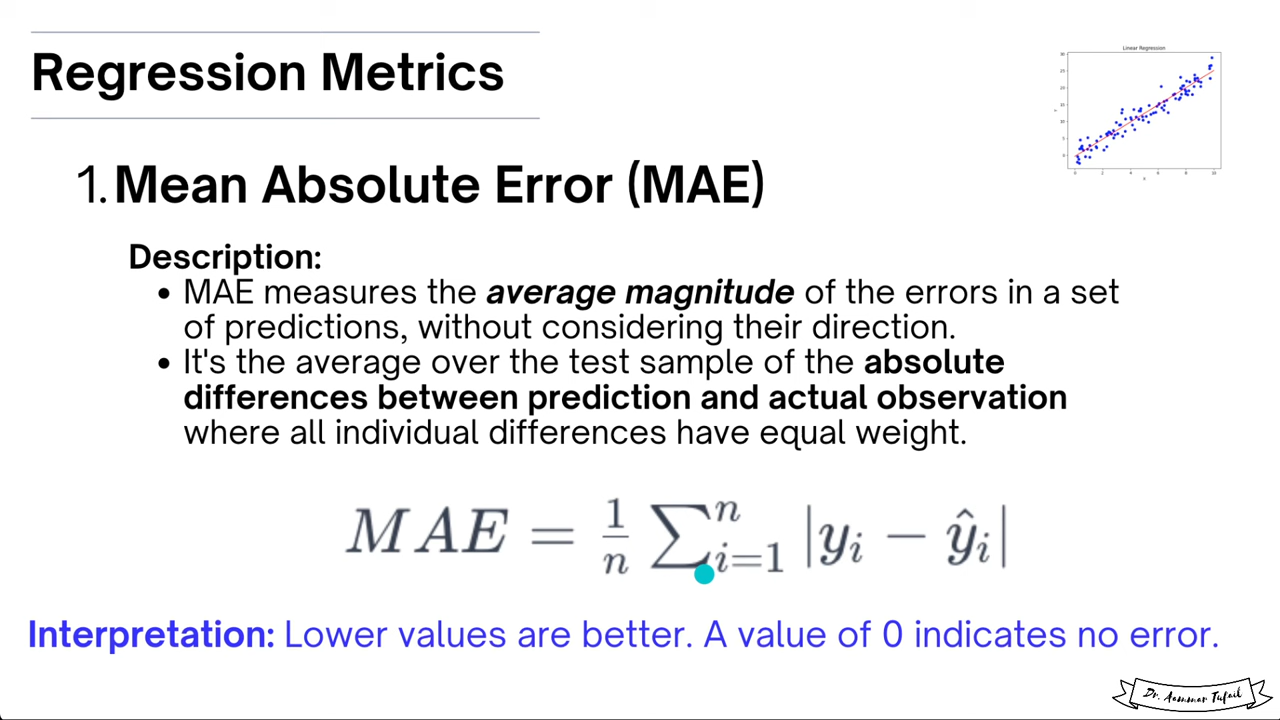 Regression Metrics
Linear Regression
1. Mean Absolute Error (MAE)
Description:
• MAE measures the average magnitude of the errors in a set
of predictions, without considering their direction.
• It's the average over the test sample of the absolute
differences between prediction and actual observation
where all individual differences have equal weight.
MAE = 1/n ∑ⁿᵢ₌₁ |yᵢ − ŷᵢ|
Interpretation: Lower values are better. A value of 0 indicates no error.
Dr. Aammar Tufail